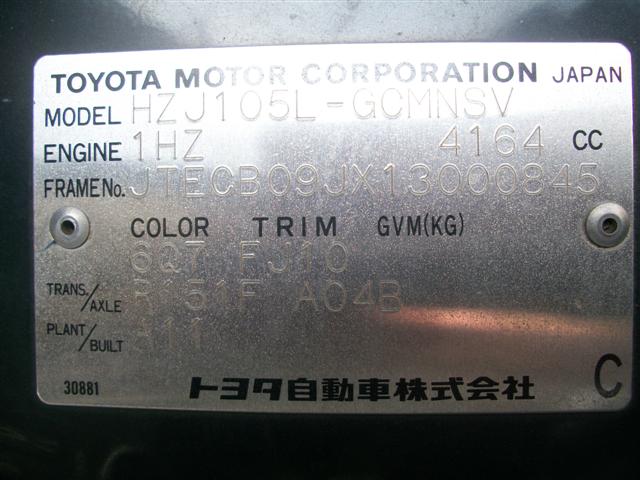 TOYOTA MOTOR CORPORATION JAPAN
MODEL HZJ105L-GCMNSV
ENGINE 1HZ 4164 CC
FRAME No. JTECB09JX13000845
COLOR TRIM GVM(KG)
6Q7 FJ10
TRANS./AXLE R151F A04B
PLANT/BUILT A11
30881 トヨタ自動車株式会社 C